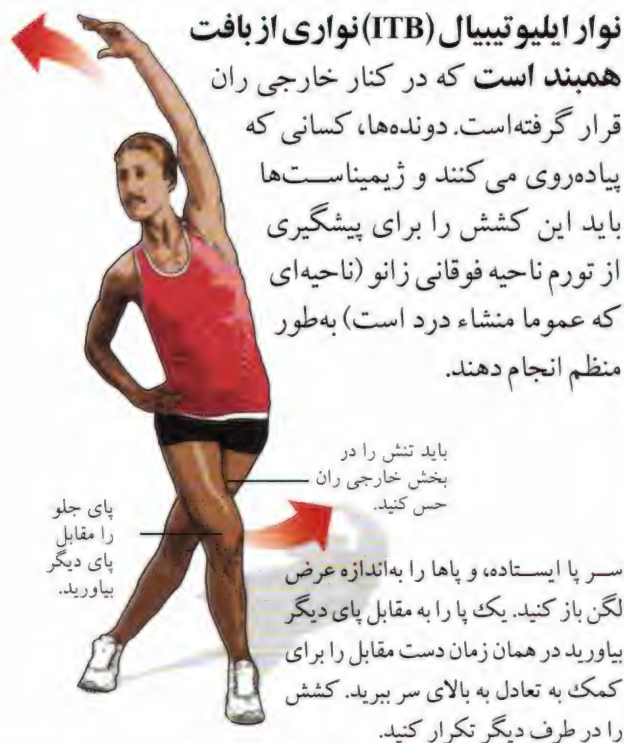 نوار ایلیوتیبیال (ITB) نواری از بافت
همبند است که در کنار خارجی ران
قرار گرفته‌است. دونده‌ها، کسانی که
پیاده‌روی می‌کنند و ژیمیناست‌ها
باید این کشش را برای پیشگیری
از تورم ناحیه فوقانی زانو (ناحیه‌ای
که عموما منشاء درد است) به‌طور
منظم انجام دهند.
باید تنش را در
بخش خارجی ران
حس کنید.
پای جلو
را مقابل
پای دیگر
بیاورید.
سر پا ایستاده، و پاها را به‌اندازه عرض
لگن باز کنید. یک پا را به مقابل پای دیگر
بیاورید در همان زمان دست مقابل را برای
کمک به تعادل به بالای سر ببرید. کشش
را در طرف دیگر تکرار کنید.